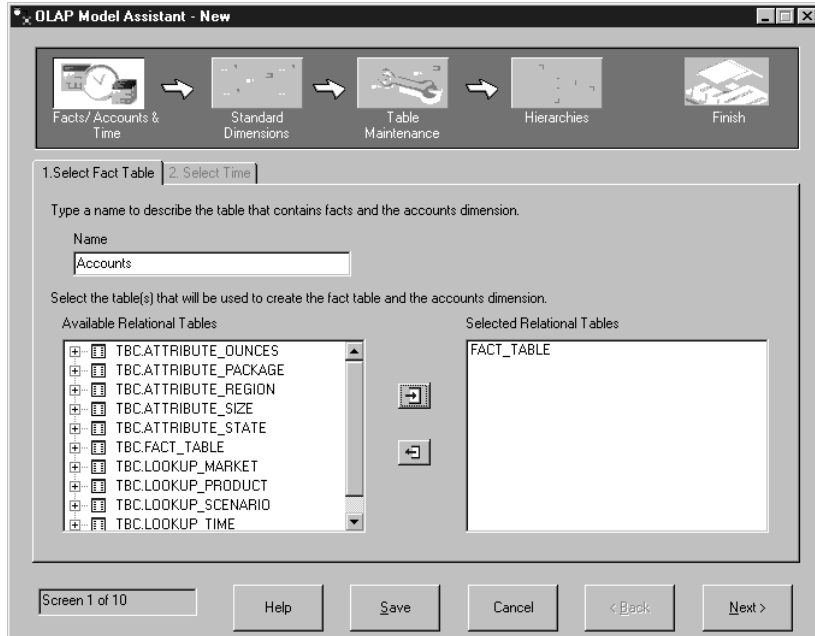 OLAP Model Assistant - New
Facts/ Accounts & Time
Standard Dimensions
Table Maintenance
Hierarchies
Finish
1.Select Fact Table
2. Select Time
Type a name to describe the table that contains facts and the accounts dimension.
Name
Accounts
Select the table(s) that will be used to create the fact table and the accounts dimension.
Available Relational Tables
Selected Relational Tables
TBC.ATTRIBUTE_OUNCES
TBC.ATTRIBUTE_PACKAGE
TBC.ATTRIBUTE_REGION
TBC.ATTRIBUTE_SIZE
TBC.ATTRIBUTE_STATE
TBC.FACT_TABLE
TBC.LOOKUP_MARKET
TBC.LOOKUP_PRODUCT
TBC.LOOKUP_SCENARIO
TBC.LOOKUP_TIME
FACT_TABLE
Screen 1 of 10
Help
Save
Cancel
< Back
Next >